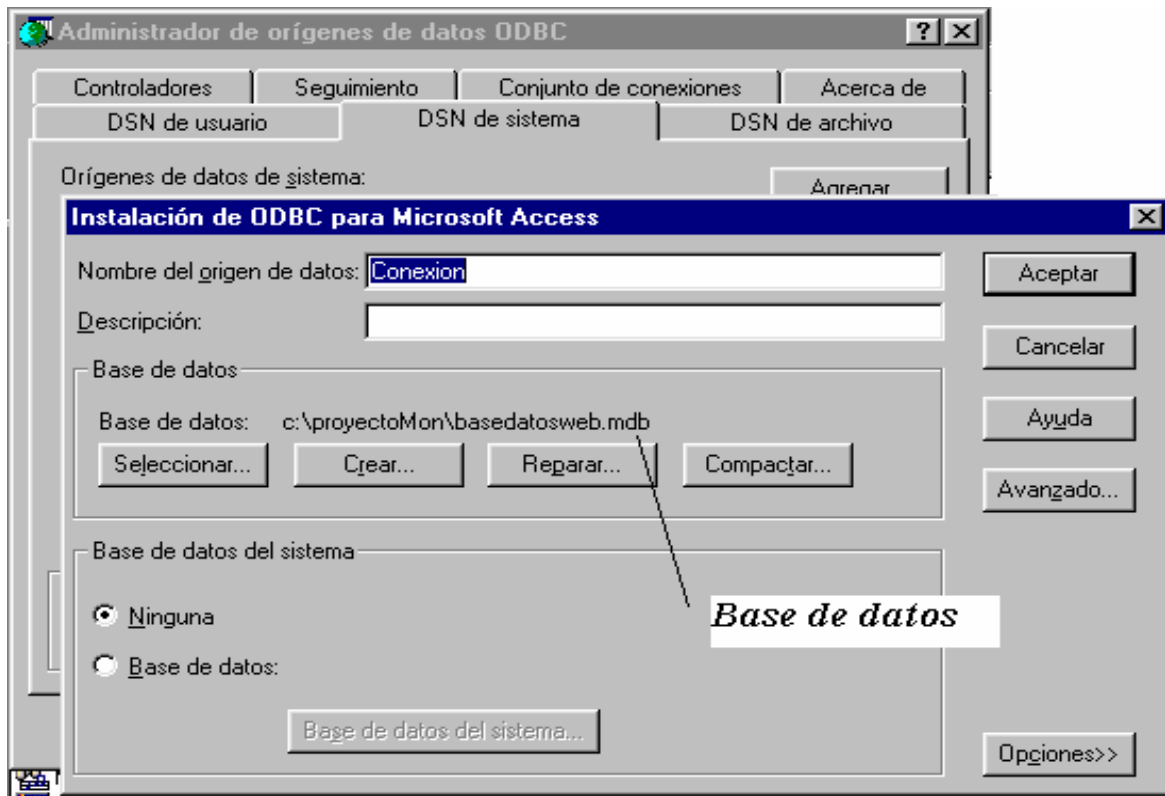 Administrador de orígenes de datos ODBC
Controladores Seguimiento Conjunto de conexiones Acerca de
DSN de usuario DSN de sistema DSN de archivo
Orígenes de datos de sistema:
Agregar
Instalación de ODBC para Microsoft Access
Nombre del origen de datos: Conexion Aceptar
Descripción:
Cancelar
Base de datos
Base de datos: c:\proyectoMon\basedatosweb.mdb Ayuda
Seleccionar... Crear... Reparar... Compactar...
Avanzado...
Base de datos del sistema
Ninguna
Base de datos
Base de datos:
Base de datos del sistema...
Opciones>>